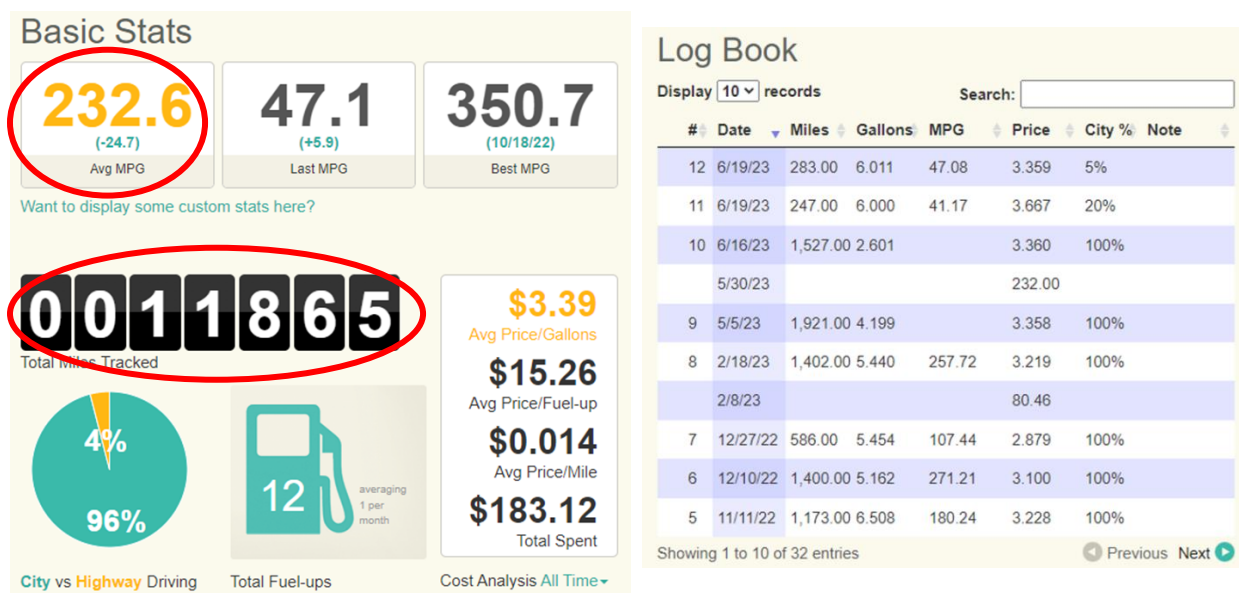 Basic Stats
232.6
(-24.7)
Avg MPG
47.1
(+5.9)
Last MPG
350.7
(10/18/22)
Best MPG
Want to display some custom stats here?
0011865
Total Miles Tracked
4%
96%
City vs Highway Driving
12
averaging
1 per
month
Total Fuel-ups
$3.39
Avg Price/Gallons
$15.26
Avg Price/Fuel-up
$0.014
Avg Price/Mile
$183.12
Total Spent
Cost Analysis All Time
Log Book
Display 10 records Search:
# Date Miles Gallons MPG Price City % Note
12 6/19/23 283.00 6.011 47.08 3.359 5%
11 6/19/23 247.00 6.000 41.17 3.667 20%
10 6/16/23 1,527.00 2.601 3.360 100%
5/30/23 232.00
9 5/5/23 1,921.00 4.199 3.358 100%
8 2/18/23 1,402.00 5.440 257.72 3.219 100%
2/8/23 80.46
7 12/27/22 586.00 5.454 107.44 2.879 100%
6 12/10/22 1,400.00 5.162 271.21 3.100 100%
5 11/11/22 1,173.00 6.508 180.24 3.228 100%
Showing 1 to 10 of 32 entries Previous Next